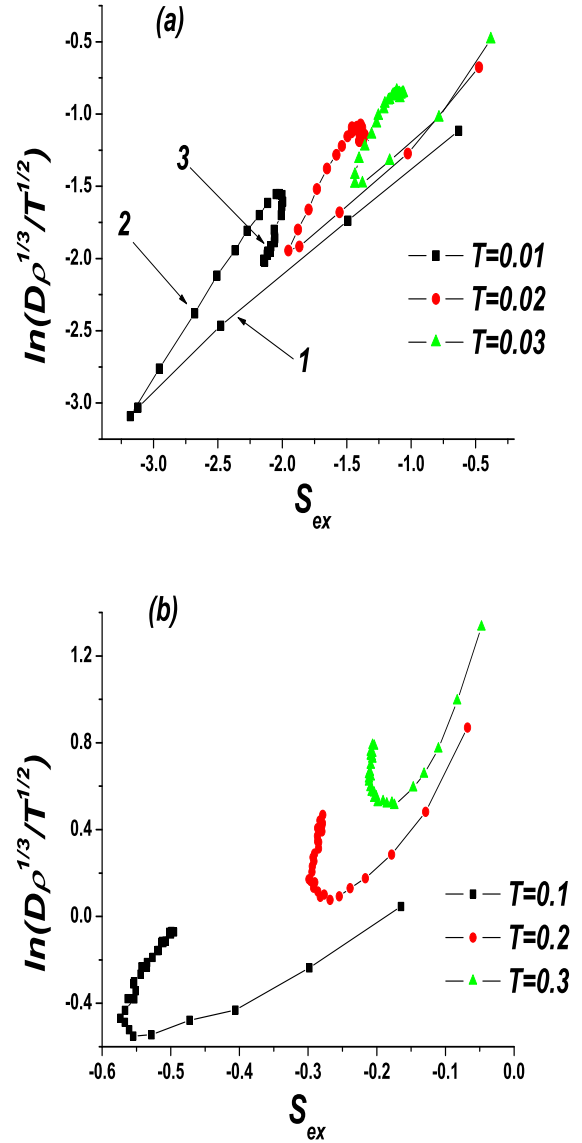 (a)
-0.5
-1.0
-1.5
-2.0
-2.5
-3.0
ln(Dρ^1/3/T^1/2)
3
2
1
T=0.01
T=0.02
T=0.03
-3.0 -2.5 -2.0 -1.5 -1.0 -0.5
S_ex
(b)
1.2
0.8
0.4
0.0
-0.4
ln(Dρ^1/3/T^1/2)
T=0.1
T=0.2
T=0.3
-0.6 -0.5 -0.4 -0.3 -0.2 -0.1 0.0
S_ex